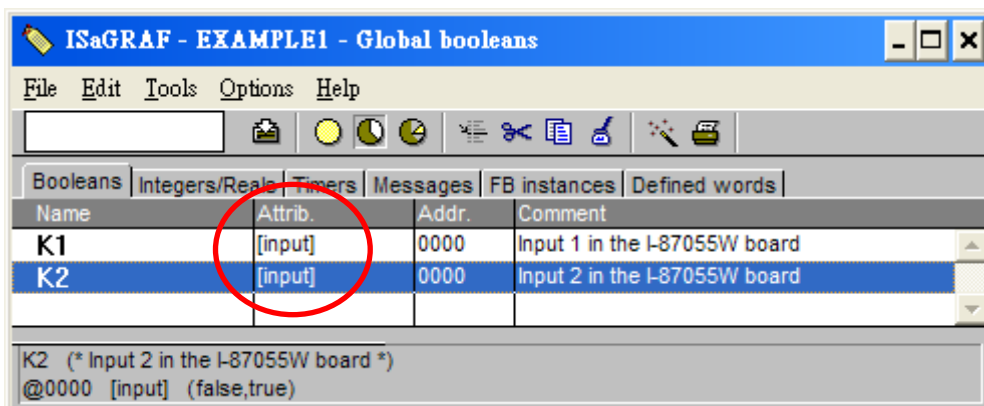 ISaGRAF - EXAMPLE1 - Global booleans
File Edit Tools Options Help
Booleans Integers/Reals Timers Messages FB instances Defined words
Name Attrib. Addr. Comment
K1 [input] 0000 Input 1 in the I-87055W board
K2 [input] 0000 Input 2 in the I-87055W board
K2 (* Input 2 in the I-87055W board *)
@0000 [input] (false,true)